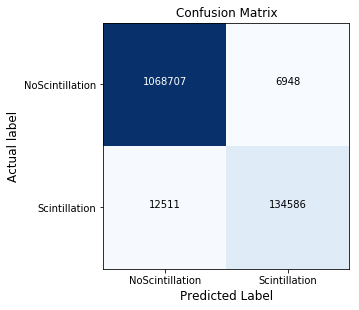 Confusion Matrix
Actual label
NoScintillation
1068707 6948
Scintillation
12511 134586
NoScintillation Scintillation
Predicted Label